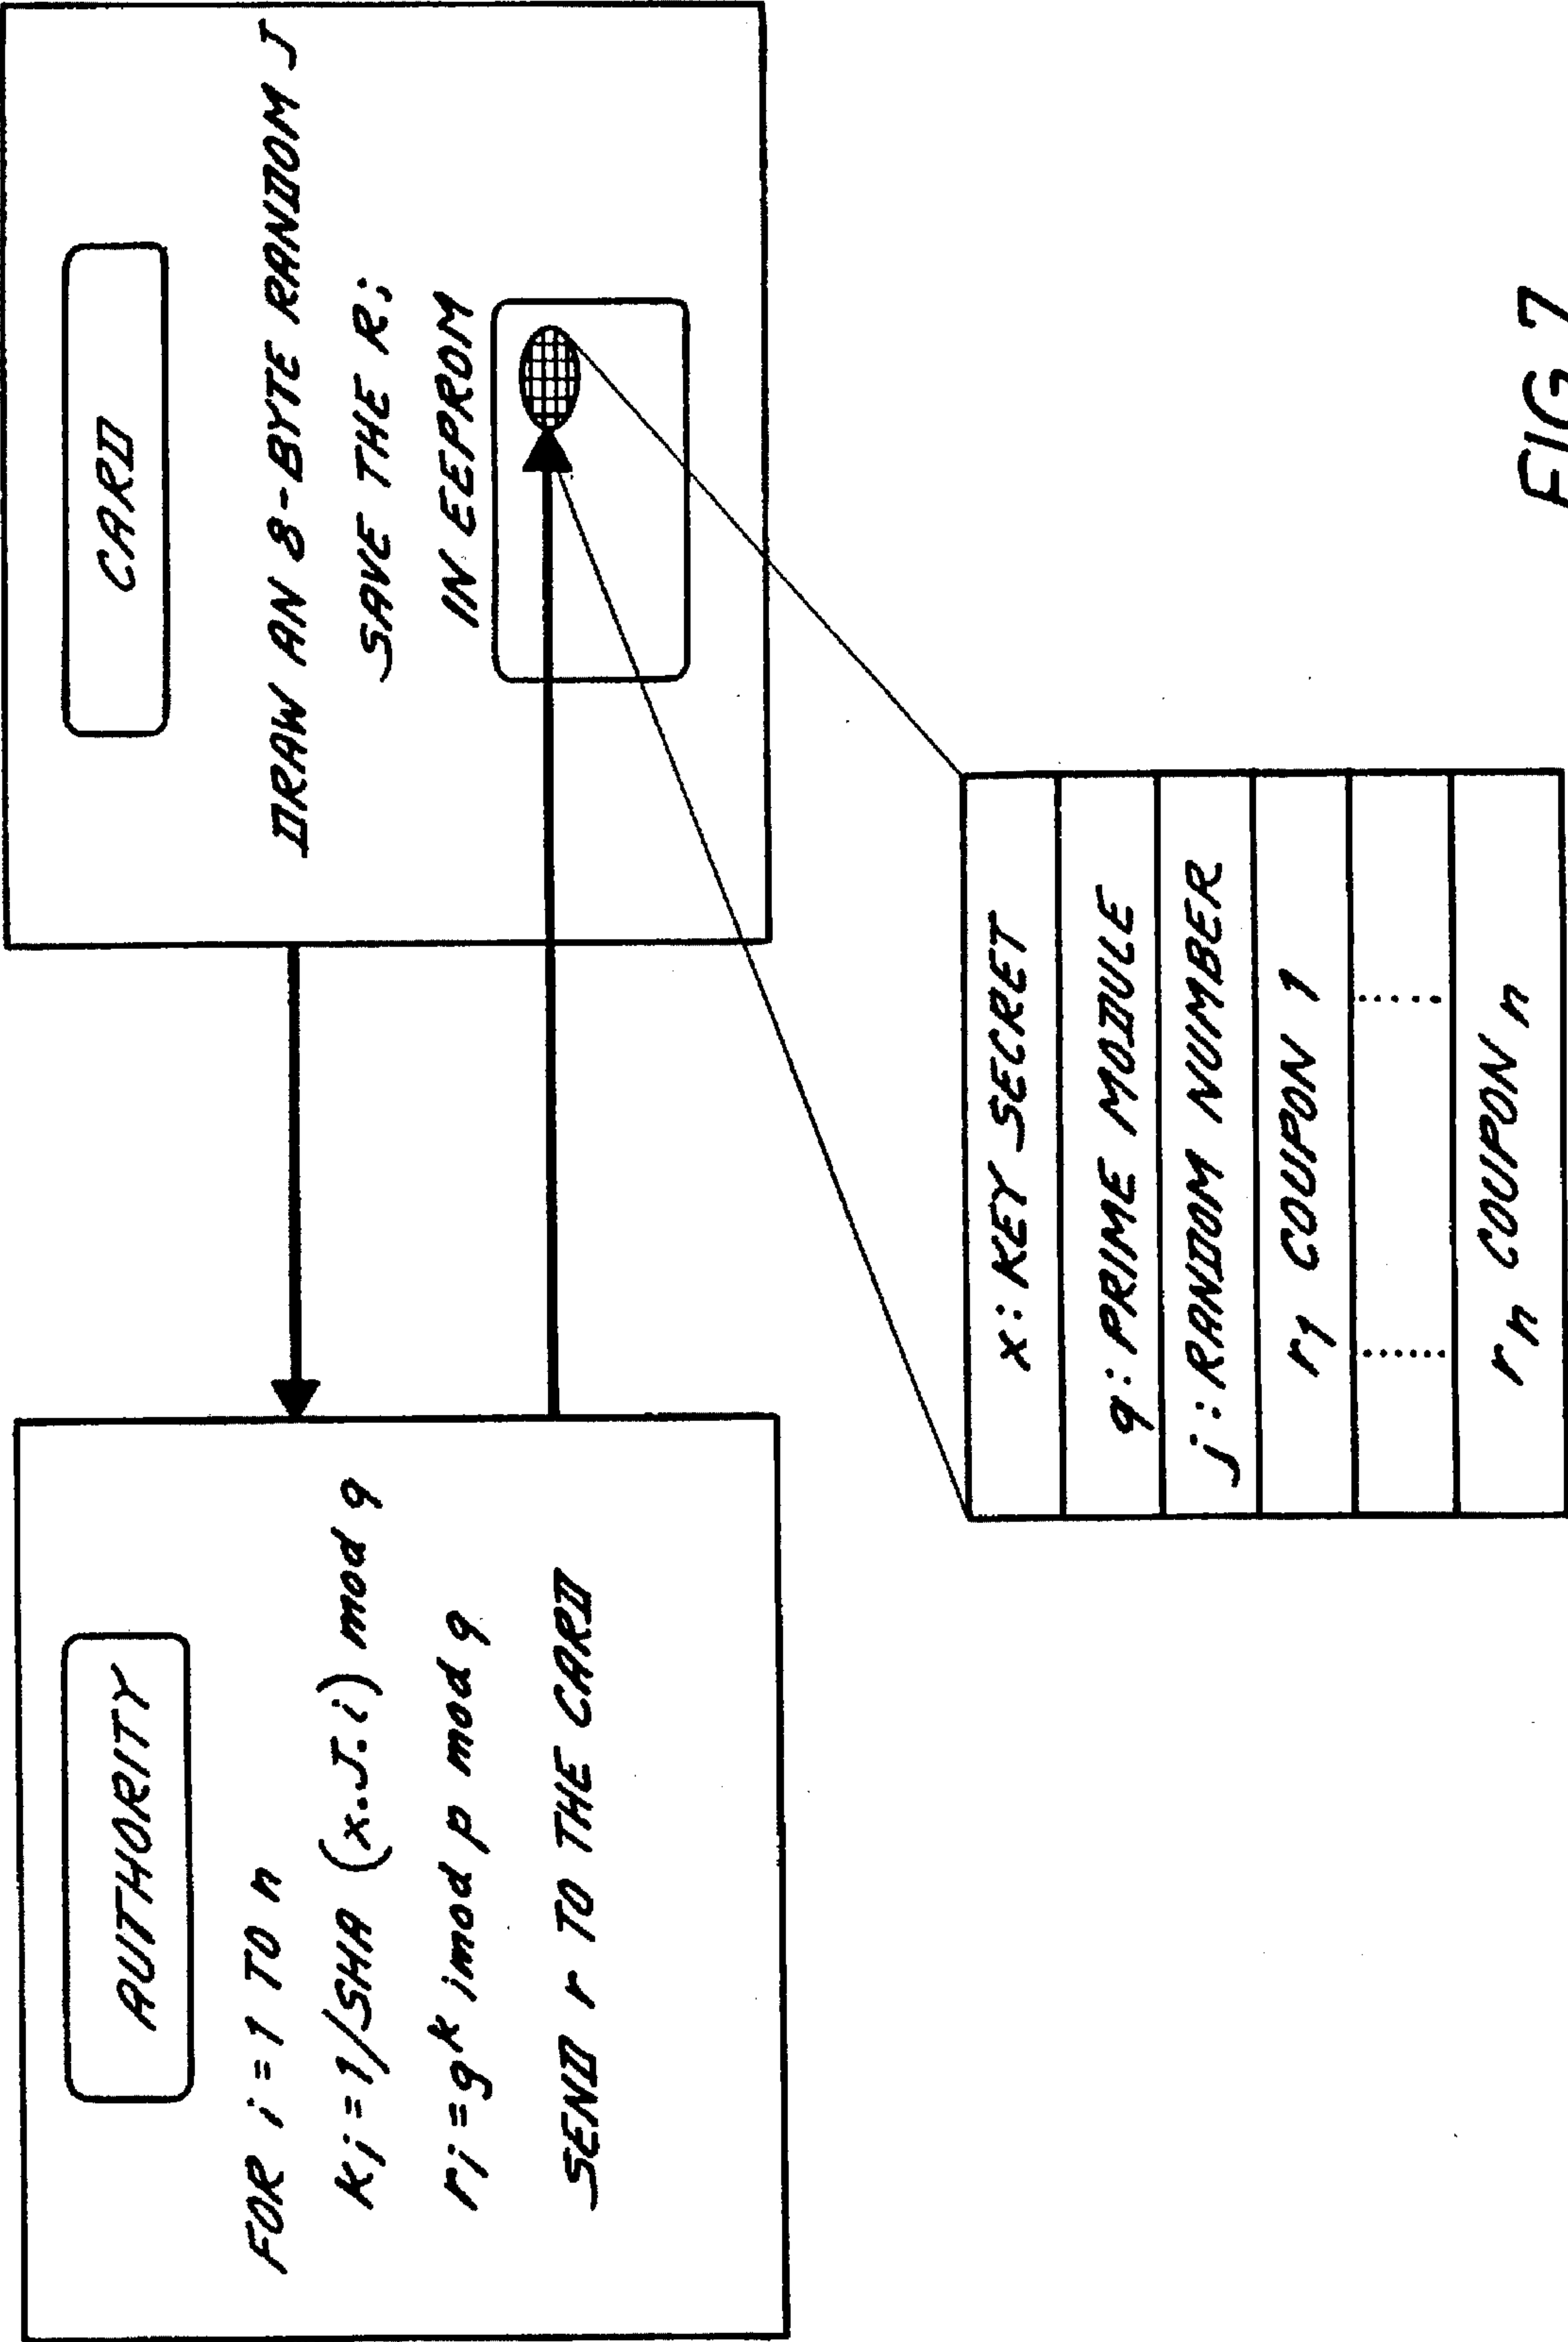 AUTHORITY
FOR i=1 TO n
Ki=1/SHA (x.J.i) mod q
ri=g^k imod p mod q
SEND r TO THE CARD
CARD
DRAW AN 8-BYTE RANDOM J
SAVE THE Ri
IN EEPROM
x: KEY SECRET
q: PRIME MODULE
j: RANDOM NUMBER
r1 COUPON 1
rn COUPON n
FIG. 7